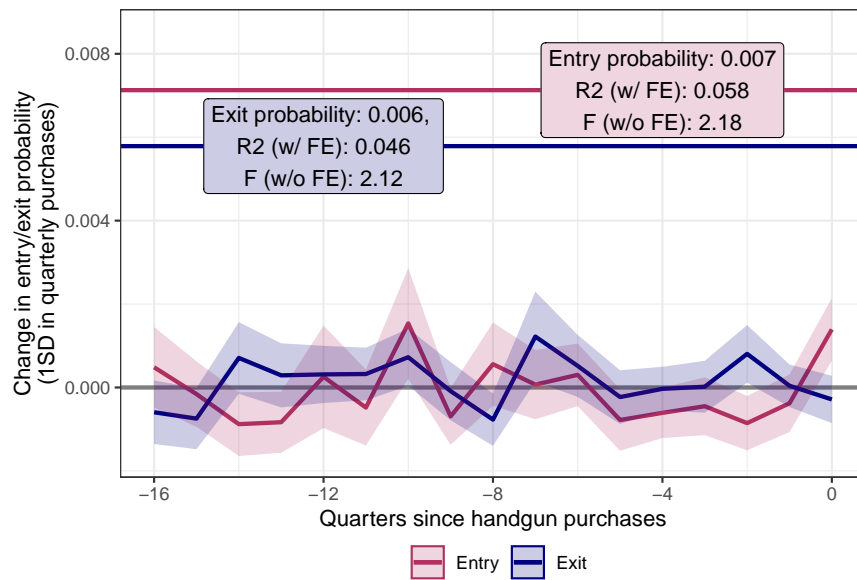 0.008
0.004
0.000
Change in entry/exit probability
(1SD in quarterly purchases)
Entry probability: 0.007
R2 (w/ FE): 0.058
F (w/o FE): 2.18
Exit probability: 0.006,
R2 (w/ FE): 0.046
F (w/o FE): 2.12
−16
−12
−8
−4
0
Quarters since handgun purchases
Entry
Exit